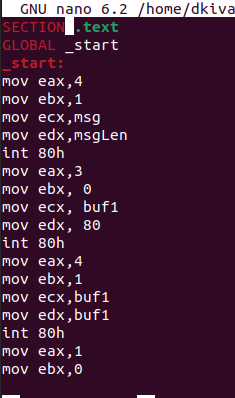 GNU nano 6.2 /home/dkiva
SECTION .text
GLOBAL _start
_start:
mov eax,4
mov ebx,1
mov ecx,msg
mov edx,msgLen
int 80h
mov eax,3
mov ebx, 0
mov ecx, buf1
mov edx, 80
int 80h
mov eax,4
mov ebx,1
mov ecx,buf1
mov edx,buf1
int 80h
mov eax,1
mov ebx,0